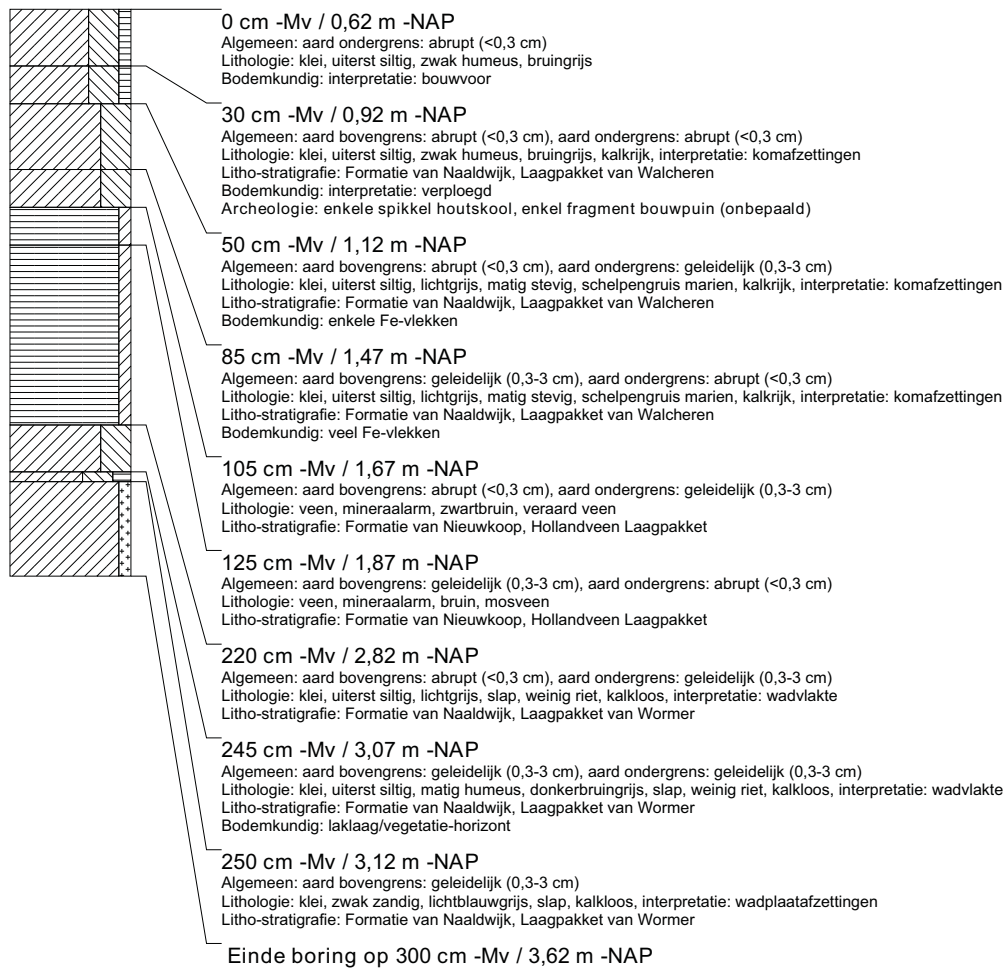 0 cm -Mv / 0,62 m -NAP
Algemeen: aard ondergrens: abrupt (<0,3 cm)
Lithologie: klei, uiterst siltig, zwak humeus, bruingrijs
Bodemkundig: interpretatie: bouwvoor
30 cm -Mv / 0,92 m -NAP
Algemeen: aard bovengrens: abrupt (<0,3 cm), aard ondergrens: abrupt (<0,3 cm)
Lithologie: klei, uiterst siltig, zwak humeus, bruingrijs, kalkrijk, interpretatie: komafzettingen
Litho-stratigrafie: Formatie van Naaldwijk, Laagpakket van Walcheren
Bodemkundig: interpretatie: verploegd
Archeologie: enkele spikkel houtskool, enkel fragment bouwpuin (onbepaald)
50 cm -Mv / 1,12 m -NAP
Algemeen: aard bovengrens: abrupt (<0,3 cm), aard ondergrens: geleidelijk (0,3-3 cm)
Lithologie: klei, uiterst siltig, lichtgrijs, matig stevig, schelpengruis marien, kalkrijk, interpretatie: komafzettingen
Litho-stratigrafie: Formatie van Naaldwijk, Laagpakket van Walcheren
Bodemkundig: enkele Fe-vlekken
85 cm -Mv / 1,47 m -NAP
Algemeen: aard bovengrens: geleidelijk (0,3-3 cm), aard ondergrens: abrupt (<0,3 cm)
Lithologie: klei, uiterst siltig, lichtgrijs, matig stevig, schelpengruis marien, kalkrijk, interpretatie: komafzettingen
Litho-stratigrafie: Formatie van Naaldwijk, Laagpakket van Walcheren
Bodemkundig: veel Fe-vlekken
105 cm -Mv / 1,67 m -NAP
Algemeen: aard bovengrens: abrupt (<0,3 cm), aard ondergrens: geleidelijk (0,3-3 cm)
Lithologie: veen, mineraalarm, zwartbruin, veraard veen
Litho-stratigrafie: Formatie van Nieuwkoop, Hollandveen Laagpakket
125 cm -Mv / 1,87 m -NAP
Algemeen: aard bovengrens: geleidelijk (0,3-3 cm), aard ondergrens: abrupt (<0,3 cm)
Lithologie: veen, mineraalarm, bruin, mosveen
Litho-stratigrafie: Formatie van Nieuwkoop, Hollandveen Laagpakket
220 cm -Mv / 2,82 m -NAP
Algemeen: aard bovengrens: abrupt (<0,3 cm), aard ondergrens: geleidelijk (0,3-3 cm)
Lithologie: klei, uiterst siltig, lichtgrijs, slap, weinig riet, kalkloos, interpretatie: wadvlakte
Litho-stratigrafie: Formatie van Naaldwijk, Laagpakket van Wormer
245 cm -Mv / 3,07 m -NAP
Algemeen: aard bovengrens: geleidelijk (0,3-3 cm), aard ondergrens: geleidelijk (0,3-3 cm)
Lithologie: klei, uiterst siltig, matig humeus, donkerbruingrijs, slap, weinig riet, kalkloos, interpretatie: wadvlakte
Litho-stratigrafie: Formatie van Naaldwijk, Laagpakket van Wormer
Bodemkundig: laklaag/vegetatie-horizont
250 cm -Mv / 3,12 m -NAP
Algemeen: aard bovengrens: geleidelijk (0,3-3 cm)
Lithologie: klei, zwak zandig, lichtblauwgrijs, slap, kalkloos, interpretatie: wadplaatafzettingen
Litho-stratigrafie: Formatie van Naaldwijk, Laagpakket van Wormer
Einde boring op 300 cm -Mv / 3,62 m -NAP